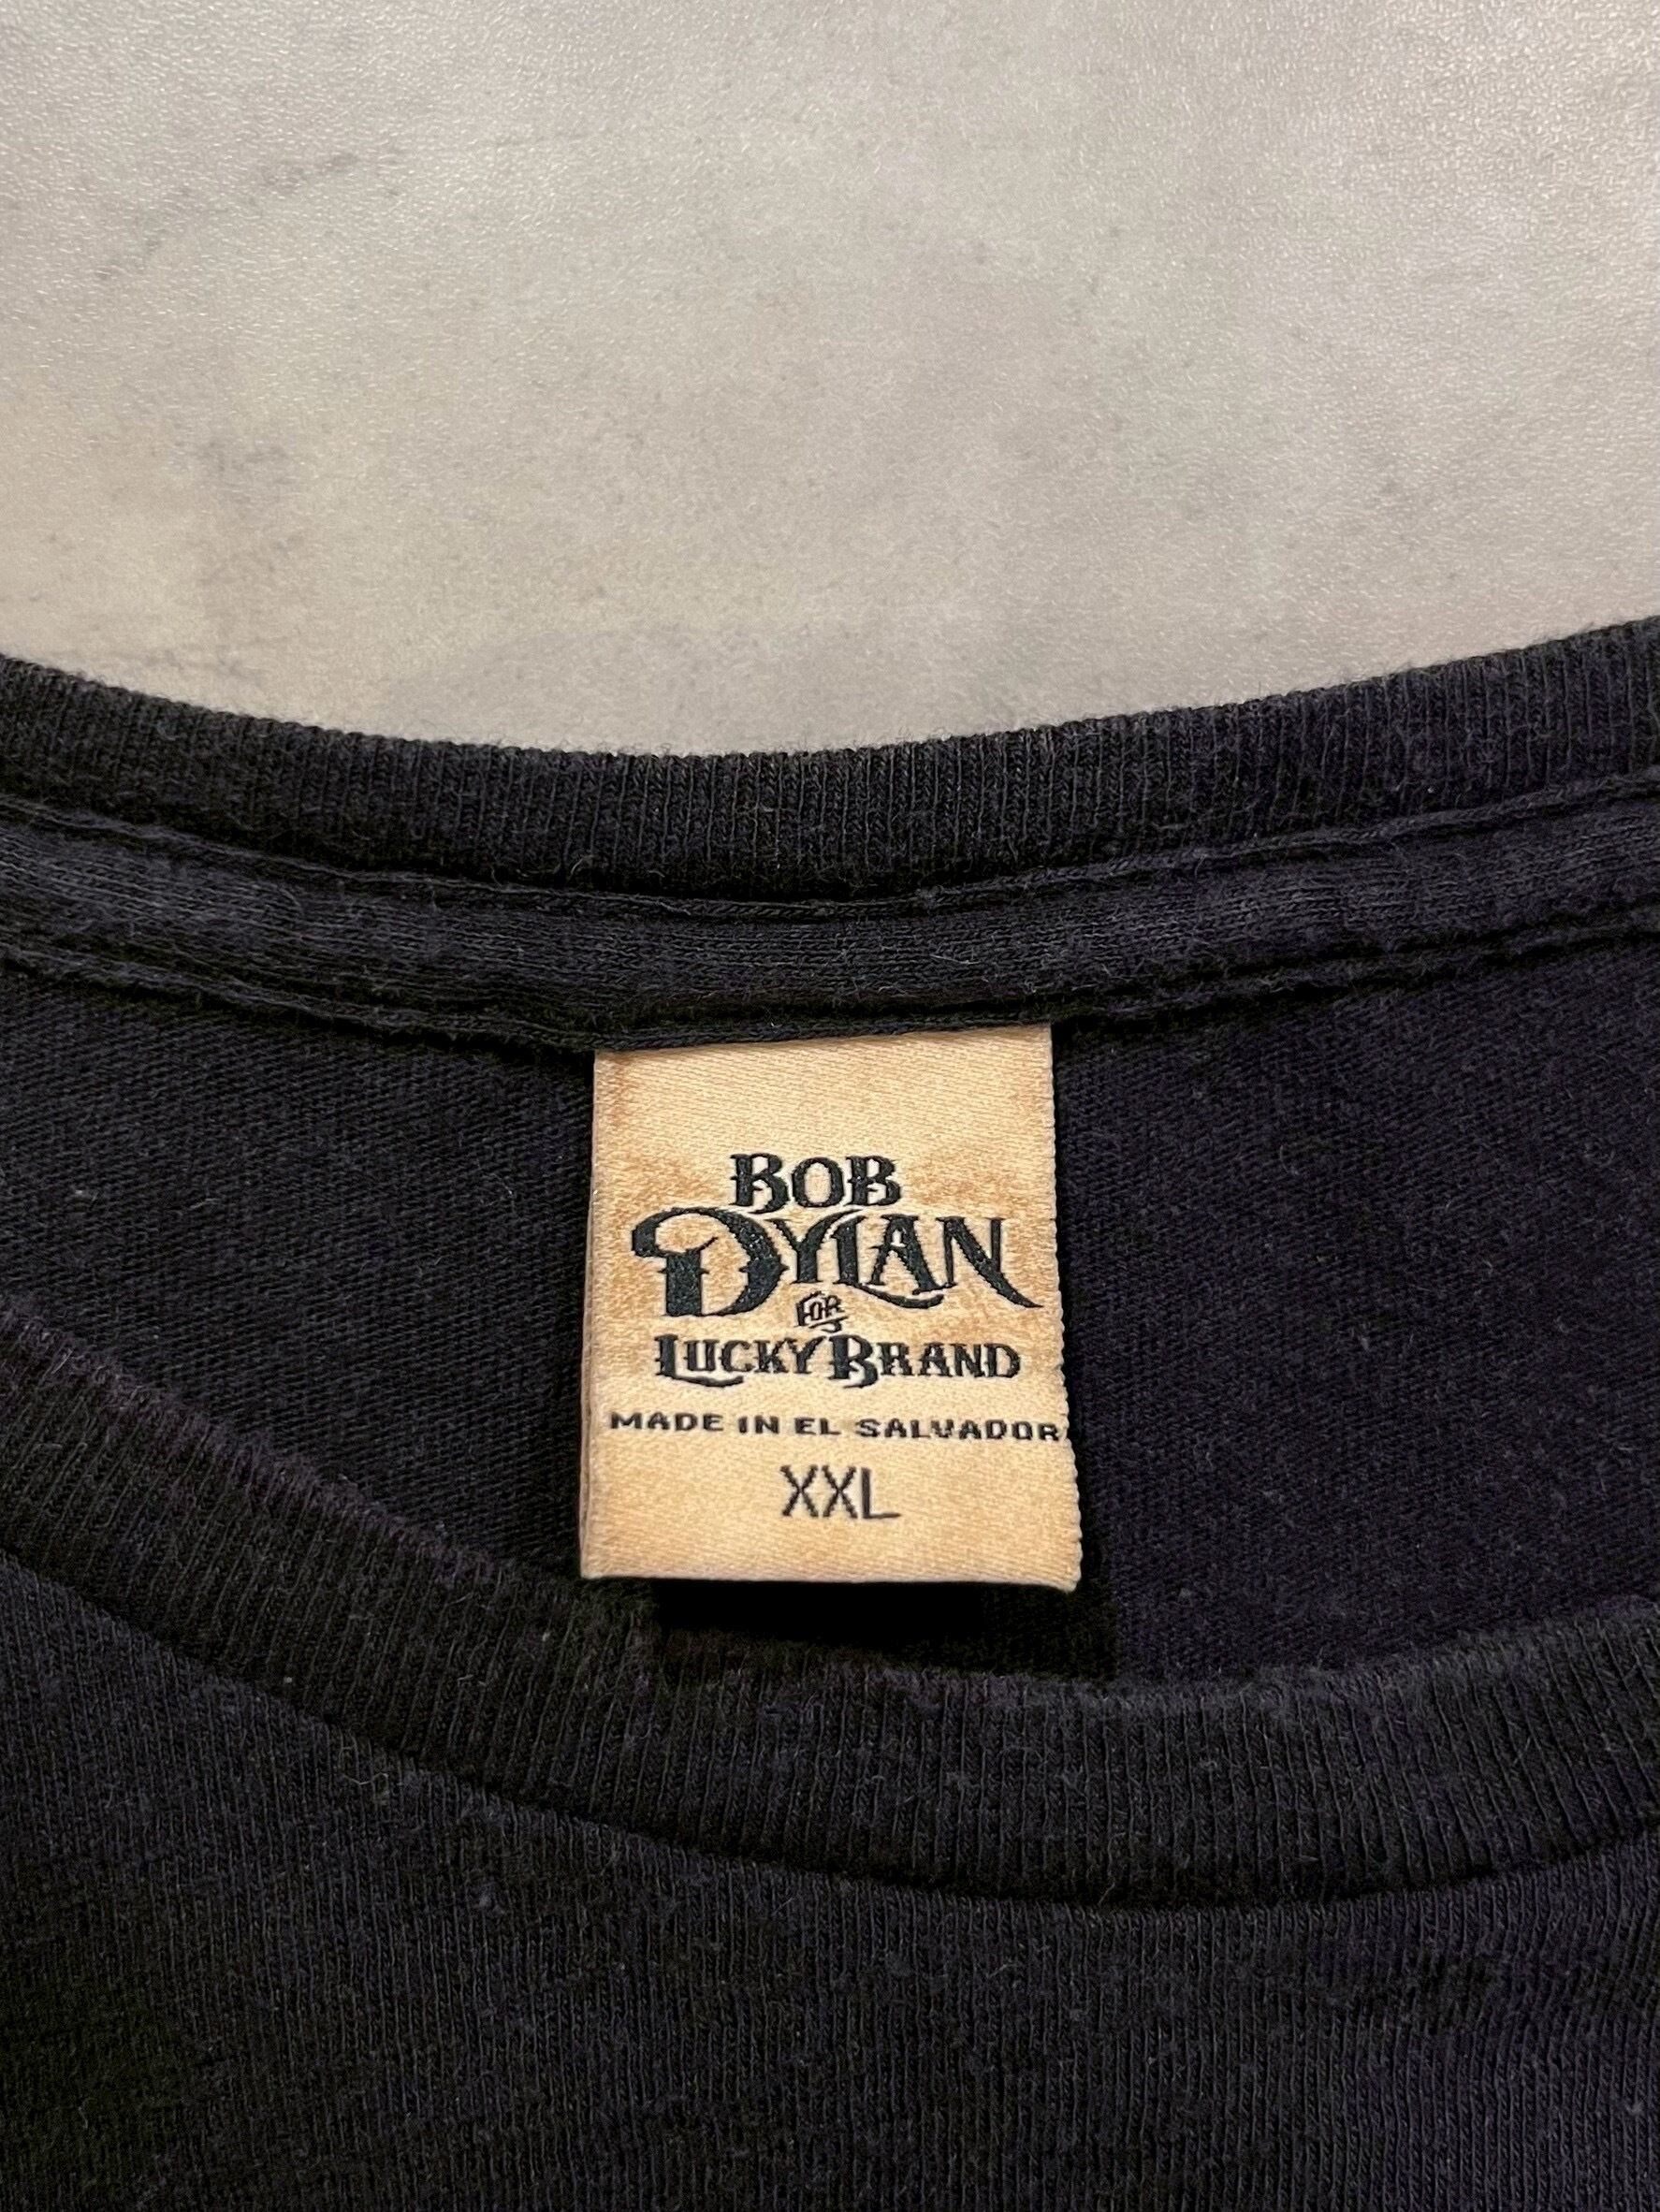 BOB
DYLAN
FOR
LUCKY BRAND
MADE IN EL SALVADOR
XXL